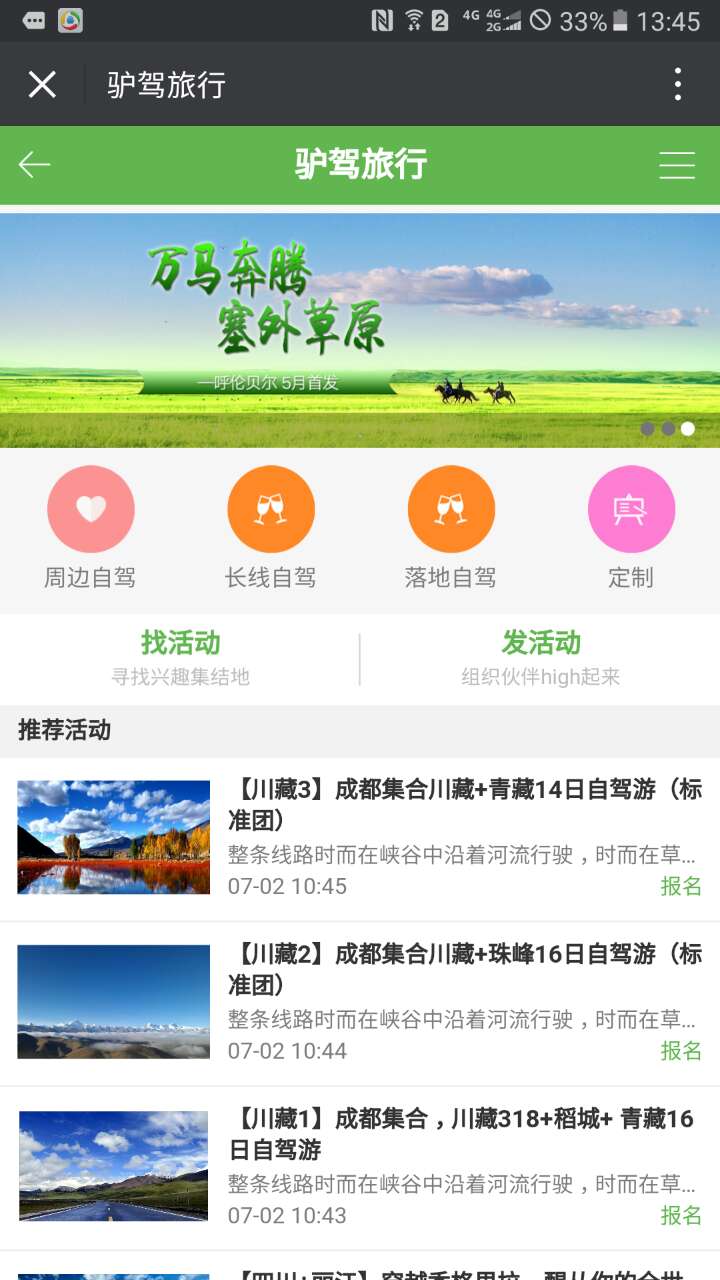 2 4G 4G 2G 33% 13:45
驴驾旅行
驴驾旅行
万马奔腾
塞外草原
—呼伦贝尔 5月首发
周边自驾 长线自驾 落地自驾 定制
找活动 发活动
寻找兴趣集结地 组织伙伴high起来
推荐活动
【川藏3】成都集合川藏+青藏14日自驾游（标
准团）
整条线路时而在峡谷中沿着河流行驶，时而在草...
07-02 10:45 报名
【川藏2】成都集合川藏+珠峰16日自驾游（标
准团）
整条线路时而在峡谷中沿着河流行驶，时而在草...
07-02 10:44 报名
【川藏1】成都集合，川藏318+稻城+ 青藏16
日自驾游
整条线路时而在峡谷中沿着河流行驶，时而在草...
07-02 10:43 报名